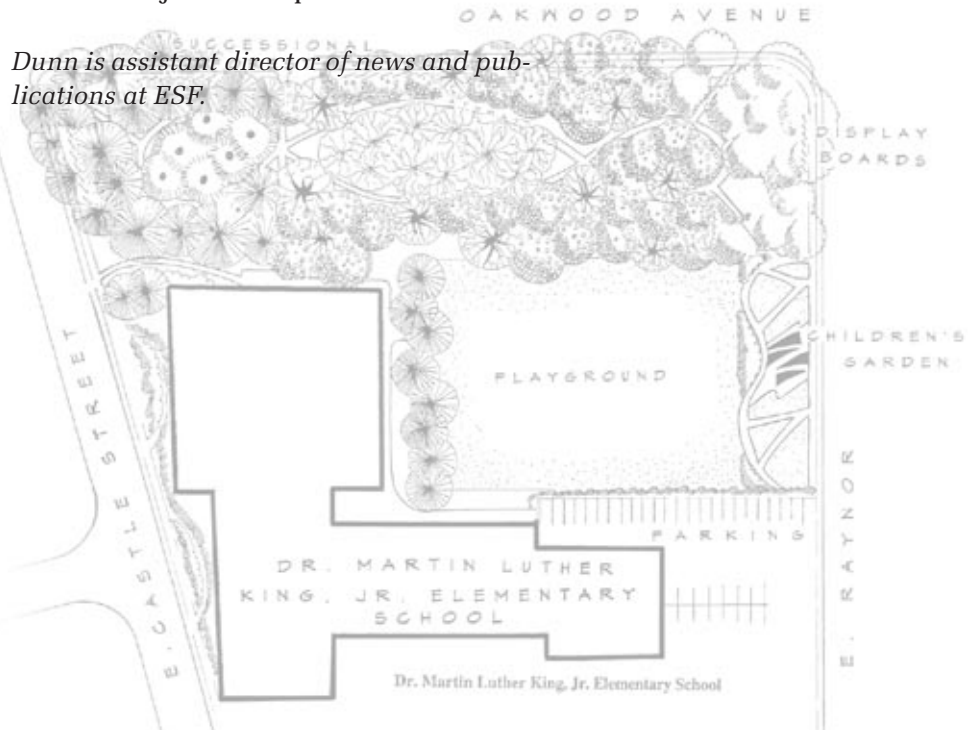 OAKWOOD AVENUE
SUCCESSIONAL
Dunn is assistant director of news and pub-
lications at ESF.
DISPLAY
BOARDS
CHILDREN'S
GARDEN
PLAYGROUND
E. CASTLE STREET
E. RAYNOR
PARKING
DR. MARTIN LUTHER
KING, JR. ELEMENTARY
SCHOOL
Dr. Martin Luther King, Jr. Elementary School